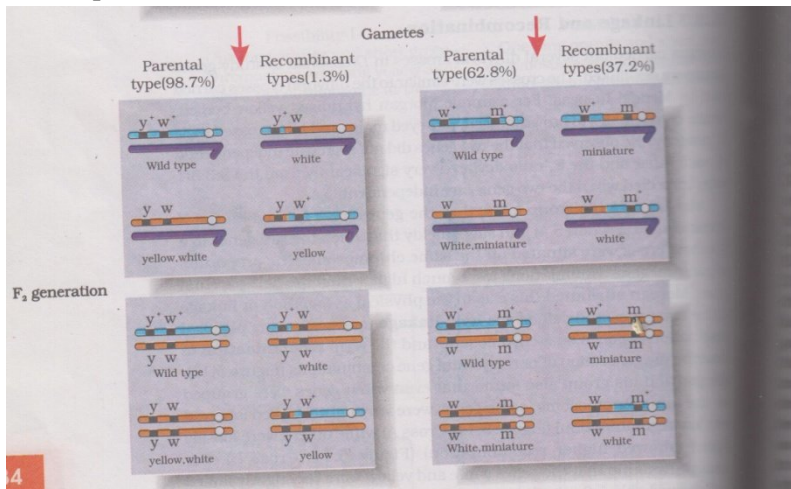 Gametes
Parental
type(98.7%)
Recombinant
types(1.3%)
Parental
type(62.8%)
Recombinant
types(37.2%)
y⁺ w⁺
Wild type
y⁺ w
white
w⁺ m⁺
Wild type
w⁺ m
miniature
y w
yellow,white
y w⁺
yellow
w m
White,miniature
w m⁺
white
F₂ generation
y⁺ w⁺
y w
Wild type
y⁺ w
y w
white
w⁺ m⁺
w m
Wild type
w⁺ m
w m
miniature
y w
y w
yellow,white
y w⁺
y w
yellow
w m
w m
White,miniature
w m⁺
w m
white